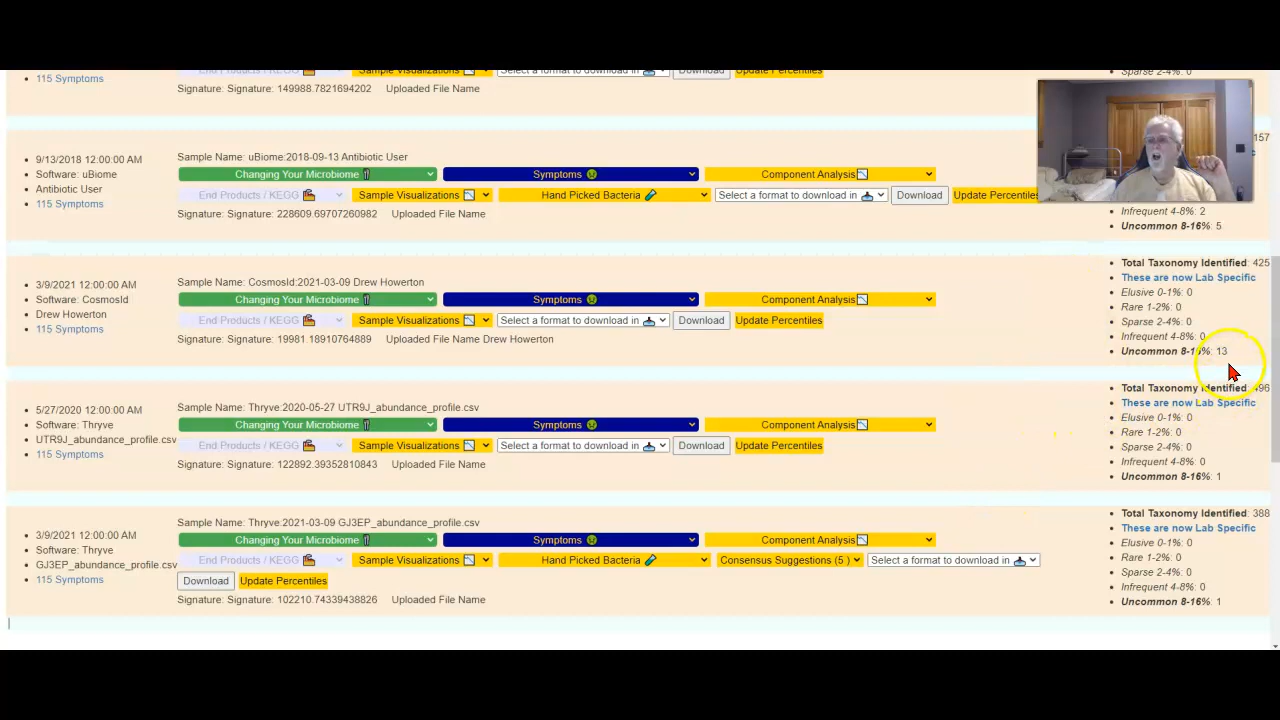 115 Symptoms
End Products / KEGG
Sample Visualizations
Select a format to download in
Download
Update Percentiles
Sparse 2-4%: 0
Signature: Signature: 149988.7821694202 Uploaded File Name
9/13/2018 12:00:00 AM
Software: uBiome
Antibiotic User
115 Symptoms
Sample Name: uBiome:2018-09-13 Antibiotic User
Changing Your Microbiome
Symptoms
Component Analysis
End Products / KEGG
Sample Visualizations
Hand Picked Bacteria
Select a format to download in
Download
Update Percentiles
Signature: Signature: 228609.69707260982 Uploaded File Name
157
Infrequent 4-8%: 2
Uncommon 8-16%: 5
3/9/2021 12:00:00 AM
Software: CosmosId
Drew Howerton
115 Symptoms
Sample Name: CosmosId:2021-03-09 Drew Howerton
Changing Your Microbiome
Symptoms
Component Analysis
End Products / KEGG
Sample Visualizations
Select a format to download in
Download
Update Percentiles
Signature: Signature: 19981.18910764889 Uploaded File Name Drew Howerton
Total Taxonomy Identified: 425
These are now Lab Specific
Elusive 0-1%: 0
Rare 1-2%: 0
Sparse 2-4%: 0
Infrequent 4-8%: 0
Uncommon 8-16%: 13
5/27/2020 12:00:00 AM
Software: Thryve
UTR9J_abundance_profile.csv
115 Symptoms
Sample Name: Thryve:2020-05-27 UTR9J_abundance_profile.csv
Changing Your Microbiome
Symptoms
Component Analysis
End Products / KEGG
Sample Visualizations
Select a format to download in
Download
Update Percentiles
Signature: Signature: 122892.39352810843 Uploaded File Name
Total Taxonomy Identified: 496
These are now Lab Specific
Elusive 0-1%: 0
Rare 1-2%: 0
Sparse 2-4%: 0
Infrequent 4-8%: 0
Uncommon 8-16%: 1
3/9/2021 12:00:00 AM
Software: Thryve
GJ3EP_abundance_profile.csv
115 Symptoms
Sample Name: Thryve:2021-03-09 GJ3EP_abundance_profile.csv
Changing Your Microbiome
Symptoms
Component Analysis
End Products / KEGG
Sample Visualizations
Hand Picked Bacteria
Consensus Suggestions (5 )
Select a format to download in
Download
Update Percentiles
Signature: Signature: 102210.74339438826 Uploaded File Name
Total Taxonomy Identified: 388
These are now Lab Specific
Elusive 0-1%: 0
Rare 1-2%: 0
Sparse 2-4%: 0
Infrequent 4-8%: 0
Uncommon 8-16%: 1